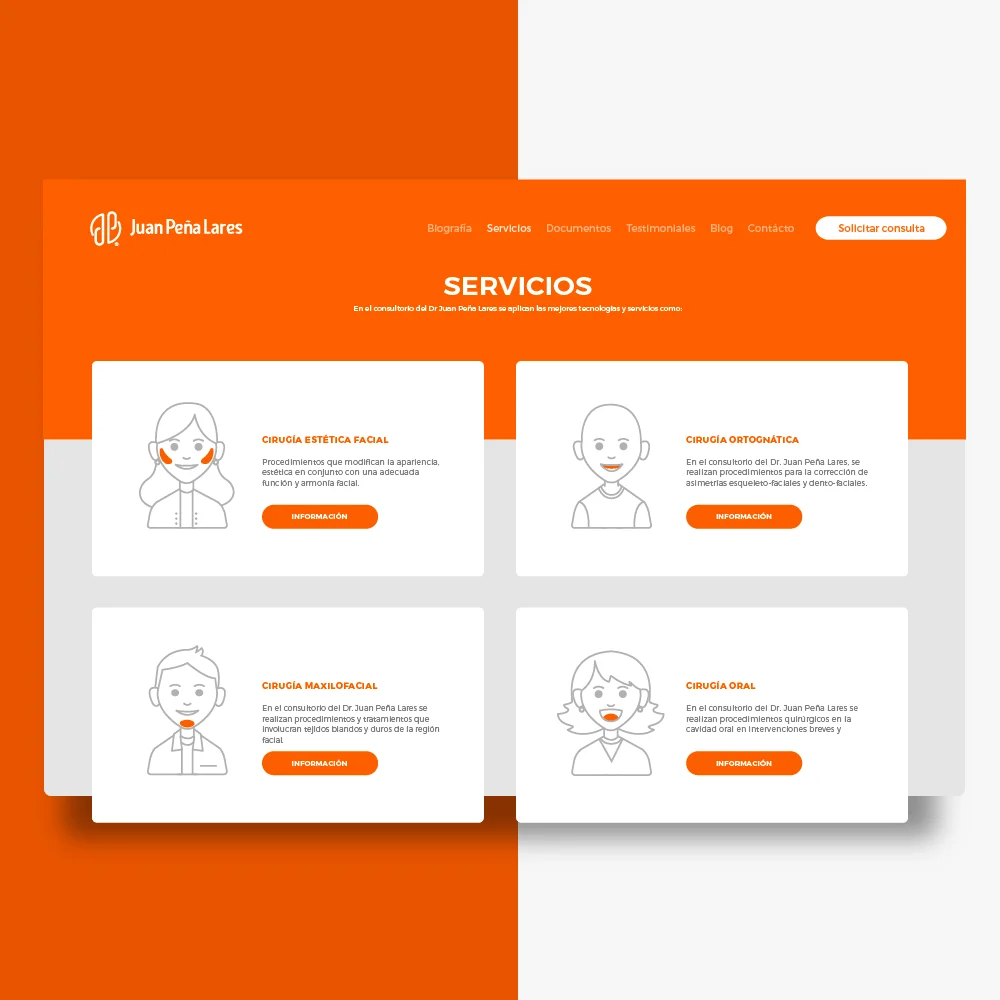 Juan Peña Lares
Biografía Servicios Documentos Testimoniales Blog Contácto Solicitar consulta
SERVICIOS
En el consultorio del Dr Juan Peña Lares se aplican las mejores tecnologías y servicios como:
CIRUGÍA ESTÉTICA FACIAL
Procedimientos que modifican la apariencia,
estética en conjunto con una adecuada
función y armonía facial.
INFORMACIÓN
CIRUGÍA ORTOGNÁTICA
En el consultorio del Dr. Juan Peña Lares, se
realizan procedimientos para la corrección de
asimetrías esqueleto-faciales y dento-faciales.
INFORMACIÓN
CIRUGÍA MAXILOFACIAL
En el consultorio del Dr. Juan Peña Lares se
realizan procedimientos y tratamientos que
involucran tejidos blandos y duros de la región
facial.
INFORMACIÓN
CIRUGÍA ORAL
En el consultorio del Dr. Juan Peña Lares se
realizan procedimientos quirúrgicos en la
cavidad oral en intervenciones breves y
INFORMACIÓN